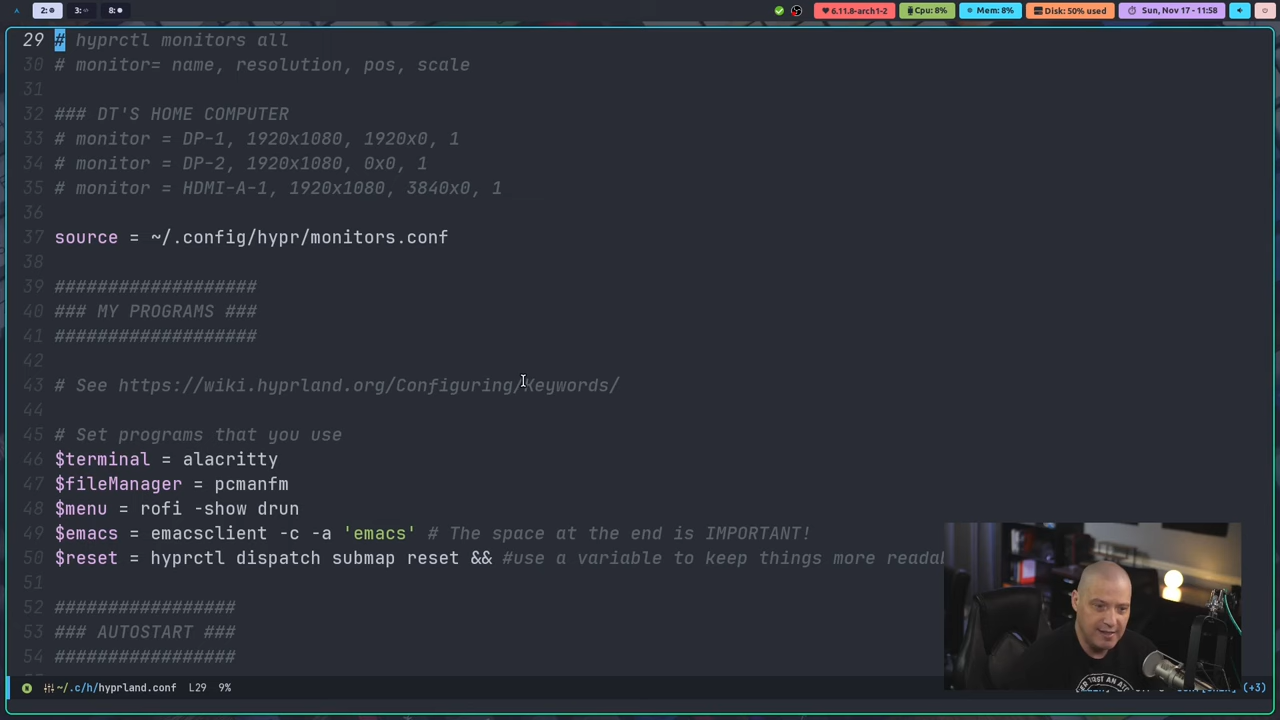 2:
3:
8:
6.11.8-arch1-2
Cpu: 8%
Mem: 8%
Disk: 50% used
Sun, Nov 17 - 11:58
29 # hyprctl monitors all
30 # monitor= name, resolution, pos, scale
31
32 ### DT'S HOME COMPUTER
33 # monitor = DP-1, 1920x1080, 1920x0, 1
34 # monitor = DP-2, 1920x1080, 0x0, 1
35 # monitor = HDMI-A-1, 1920x1080, 3840x0, 1
36
37 source = ~/.config/hypr/monitors.conf
38
39 ###################
40 ### MY PROGRAMS ###
41 ###################
42
43 # See https://wiki.hyprland.org/Configuring/Keywords/
44
45 # Set programs that you use
46 $terminal = alacritty
47 $fileManager = pcmanfm
48 $menu = rofi -show drun
49 $emacs = emacsclient -c -a 'emacs' # The space at the end is IMPORTANT!
50 $reset = hyprctl dispatch submap reset && #use a variable to keep things more
51
52 #################
53 ### AUTOSTART ###
54 #################
~/.c/h/hyprland.conf L29 9%
(+3)